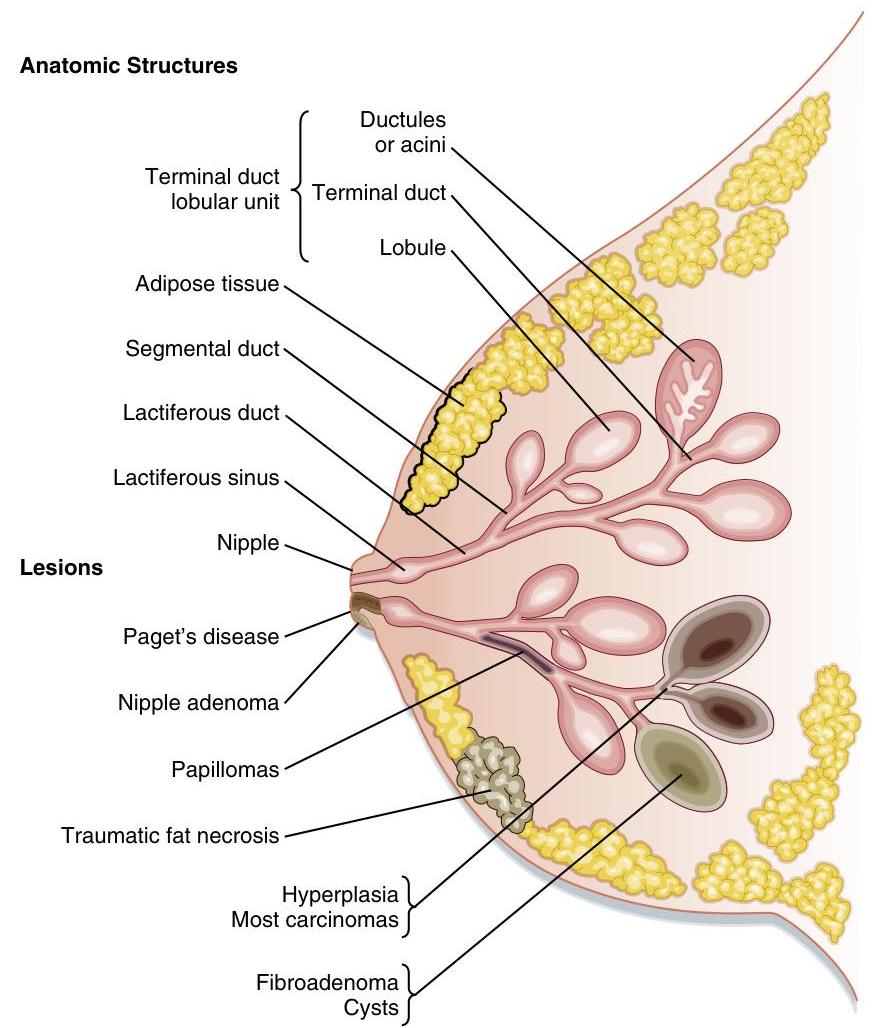 Anatomic Structures
Ductules
or acini
Terminal duct
lobular unit
Terminal duct
Lobule
Adipose tissue
Segmental duct
Lactiferous duct
Lactiferous sinus
Nipple
Lesions
Paget’s disease
Nipple adenoma
Papillomas
Traumatic fat necrosis
Hyperplasia
Most carcinomas
Fibroadenoma
Cysts